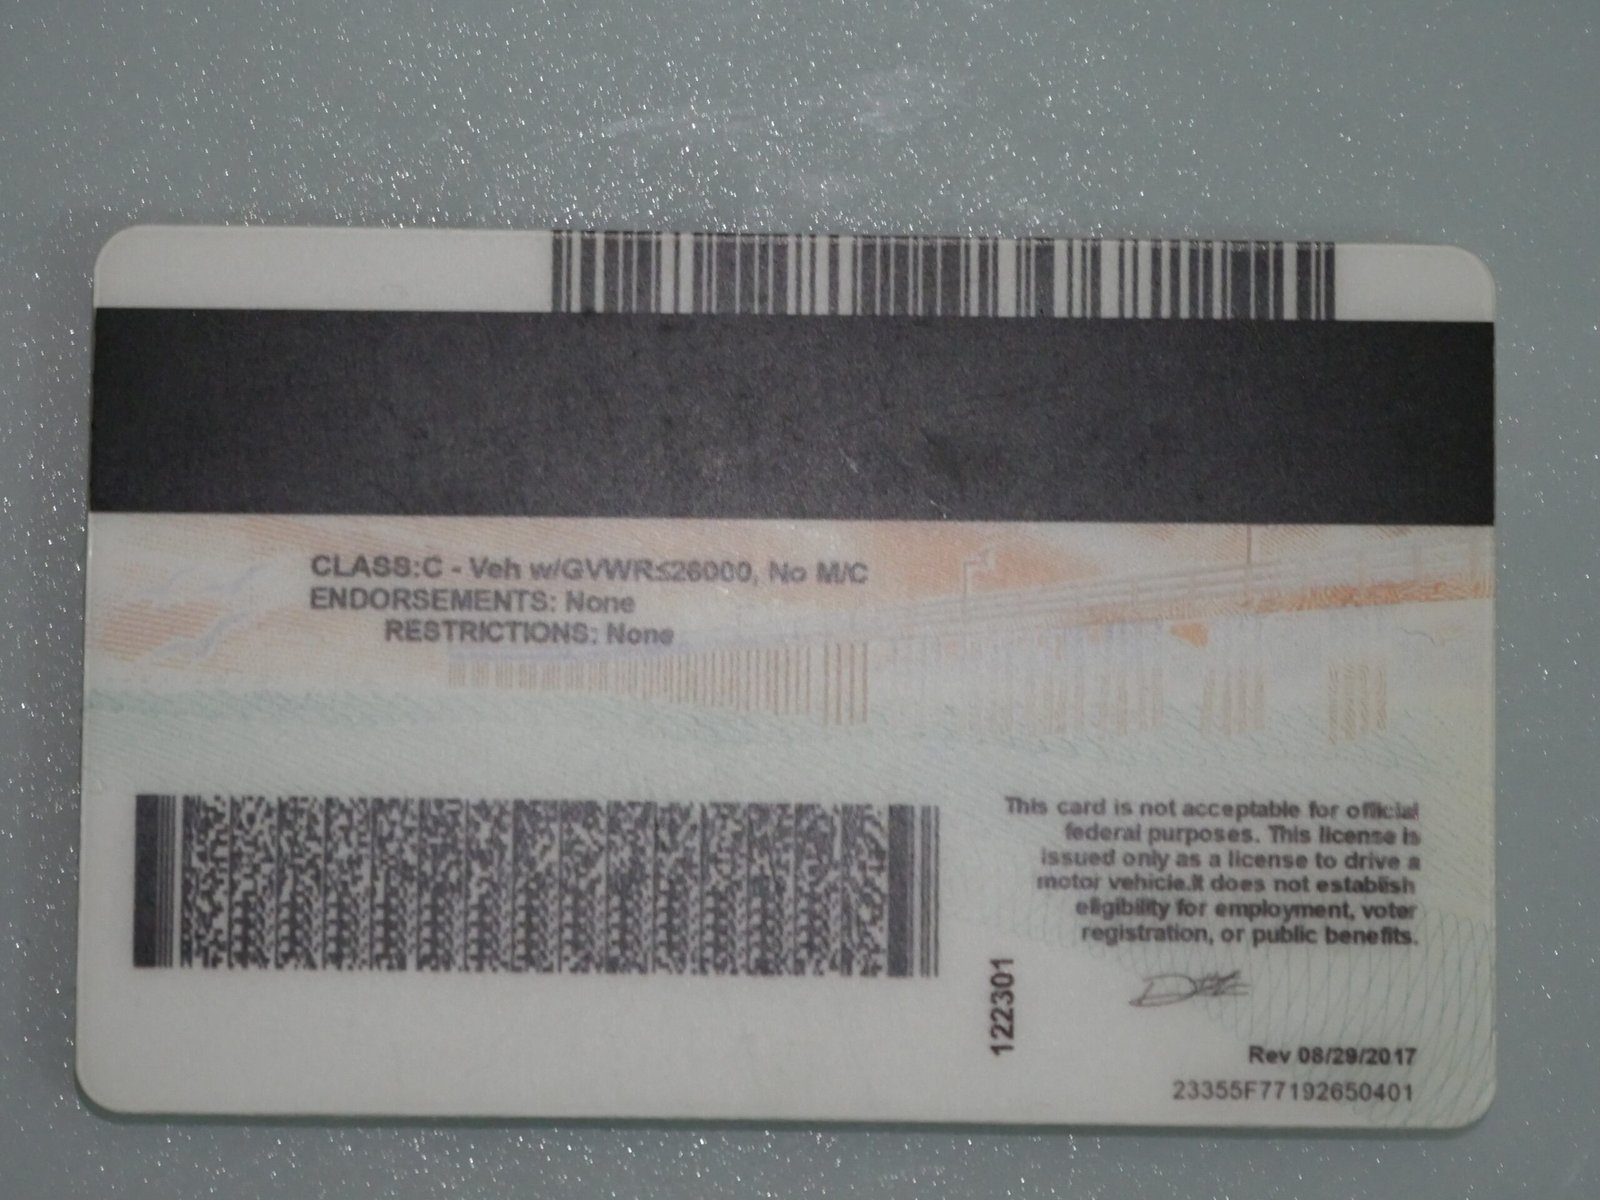 CLASS:C - Veh w/GVWR≤26000, No M/C
ENDORSEMENTS: None
RESTRICTIONS: None
This card is not acceptable for official
federal purposes. This license is
issued only as a license to drive a
motor vehicle.It does not establish
eligibility for employment, voter
registration, or public benefits.
122301
Rev 08/29/2017
23355F77192650401